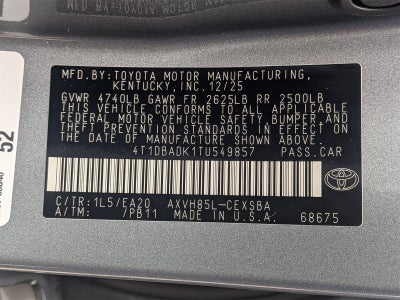 MFD.BY:TOYOTA MOTOR MANUFACTURING,
KENTUCKY,INC.12/25
GVWR 4740LB GAWR FR 2625LB RR 2500LB
THIS VEHICLE CONFORMS TO ALL APPLICABLE
FEDERAL MOTOR VEHICLE SAFETY, BUMPER, AND
THEFT PREVENTION STANDARDS IN EFFECT ON
THE DATE OF MANUFACTURE SHOWN ABOVE.
4T1DBADK1TU549857 PASS.CAR
C/TR:1L5/EA20 AXVH85L-CEXSBA
A/TM: /PB11 MADE IN U.S.A. 68675
TOYOTA
52